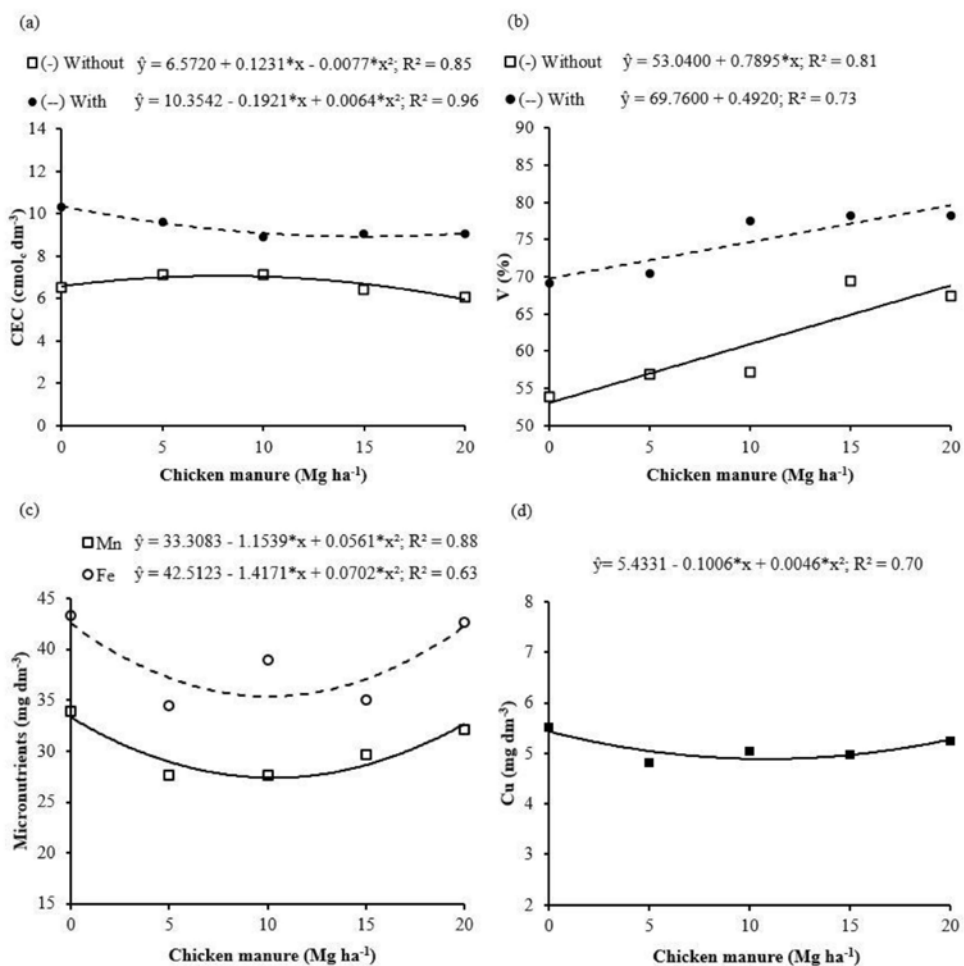 (a)
□ (-) Without ŷ = 6.5720 + 0.1231*x - 0.0077*x²; R² = 0.85
● (--) With ŷ = 10.3542 - 0.1921*x + 0.0064*x²; R² = 0.96
14
12
10
8
6
4
2
0
CEC (cmolc dm⁻³)
0 5 10 15 20
Chicken manure (Mg ha⁻¹)
(b)
□ (-) Without ŷ = 53.0400 + 0.7895*x; R² = 0.81
● (--) With ŷ = 69.7600 + 0.4920; R² = 0.73
90
85
80
75
70
65
60
55
50
V (%)
0 5 10 15 20
Chicken manure (Mg ha⁻¹)
(c)
□ Mn ŷ = 33.3083 - 1.1539*x + 0.0561*x²; R² = 0.88
○ Fe ŷ = 42.5123 - 1.4171*x + 0.0702*x²; R² = 0.63
45
40
35
30
25
20
15
Micronutrients (mg dm⁻³)
0 5 10 15 20
Chicken manure (Mg ha⁻¹)
(d)
ŷ= 5.4331 - 0.1006*x + 0.0046*x²; R² = 0.70
8
7
6
5
4
3
2
Cu (mg dm⁻³)
0 5 10 15 20
Chicken manure (Mg ha⁻¹)